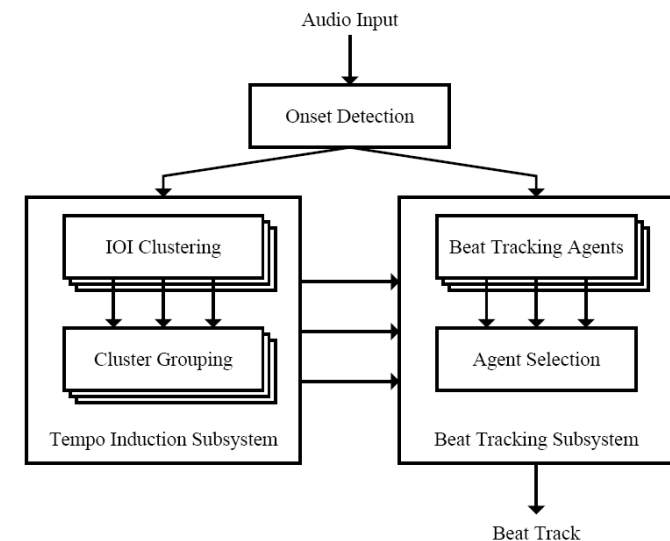 Audio Input
Onset Detection
IOI Clustering
Cluster Grouping
Tempo Induction Subsystem
Beat Tracking Agents
Agent Selection
Beat Tracking Subsystem
Beat Track